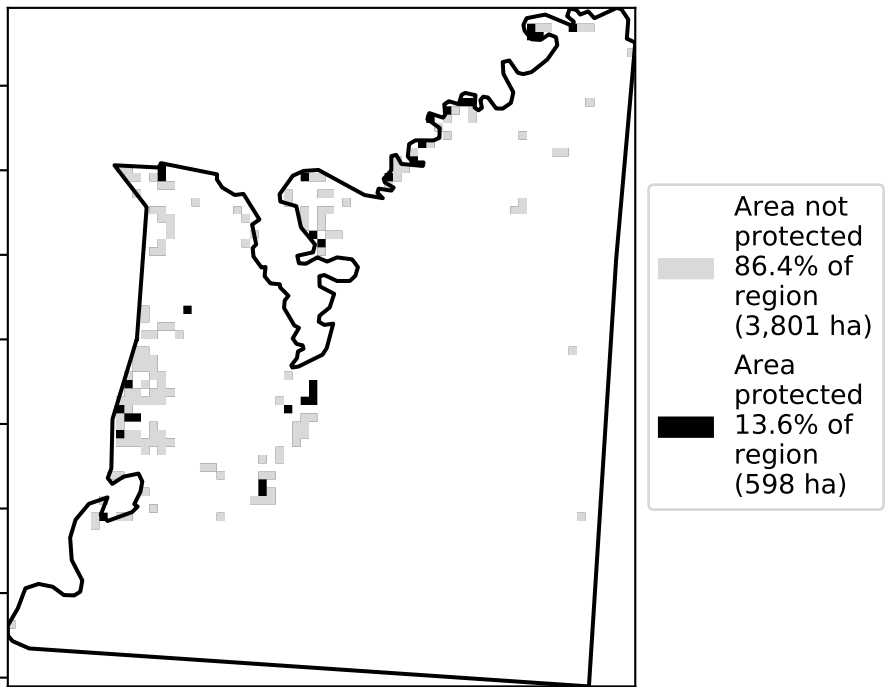 Area not
protected
86.4% of
region
(3,801 ha)
Area
protected
13.6% of
region
(598 ha)